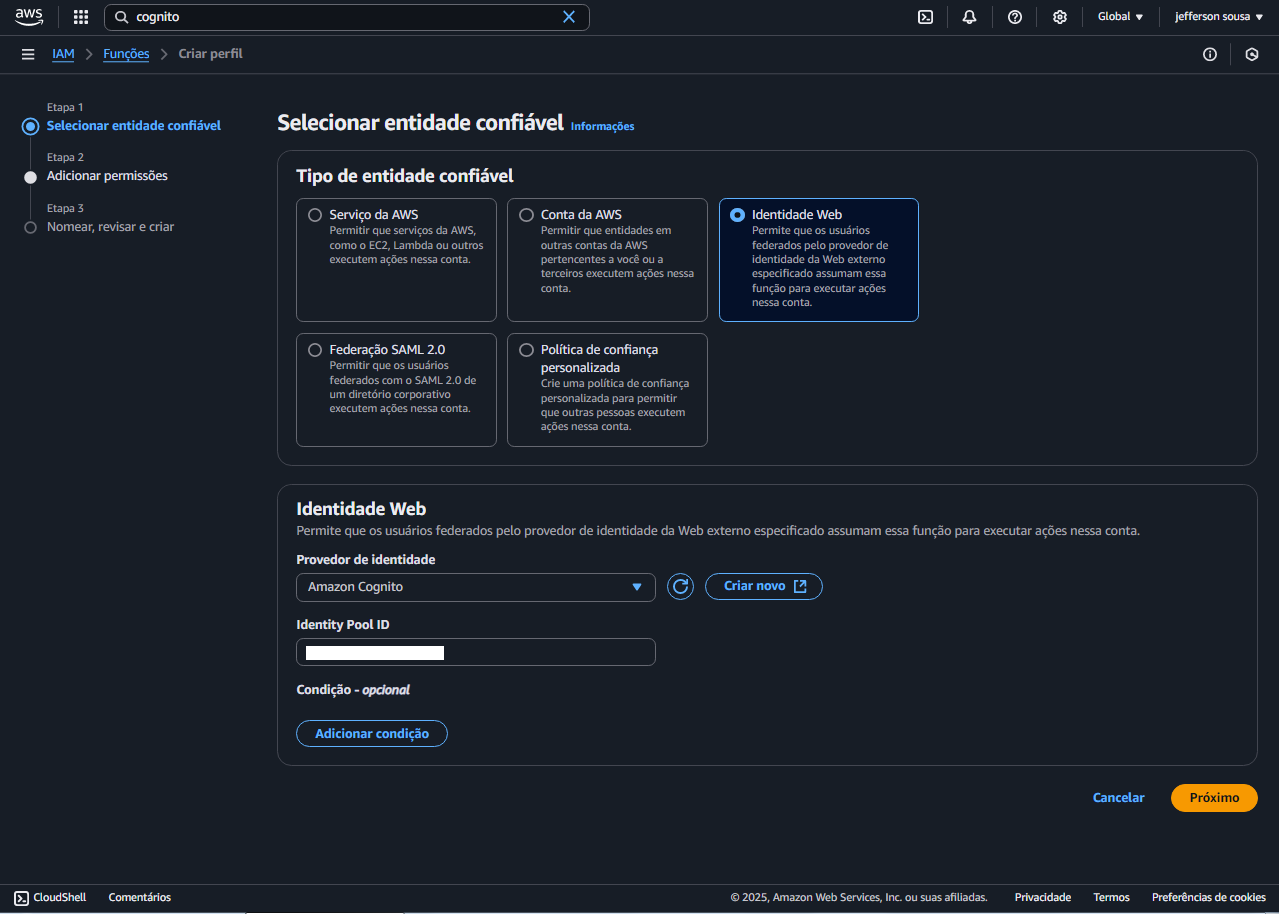 aws
cognito
Global
jefferson sousa
IAM
Funções
Criar perfil
Etapa 1
Selecionar entidade confiável
Etapa 2
Adicionar permissões
Etapa 3
Nomear, revisar e criar
Selecionar entidade confiável Informações
Tipo de entidade confiável
Serviço da AWS
Permitir que serviços da AWS,
como o EC2, Lambda ou outros
executem ações nessa conta.
Conta da AWS
Permitir que entidades em
outras contas da AWS
pertencentes a você ou a
terceiros executem ações nessa
conta.
Identidade Web
Permite que os usuários
federados pelo provedor de
identidade da Web externo
especificado assumam essa
função para executar ações
nessa conta.
Federação SAML 2.0
Permitir que os usuários
federados com o SAML 2.0 de
um diretório corporativo
executem ações nessa conta.
Política de confiança
personalizada
Crie uma política de confiança
personalizada para permitir
que outras pessoas executem
ações nessa conta.
Identidade Web
Permite que os usuários federados pelo provedor de identidade da Web externo especificado assumam essa função para executar ações nessa conta.
Provedor de identidade
Amazon Cognito
Criar novo
Identity Pool ID
Condição - opcional
Adicionar condição
Cancelar
Próximo
CloudShell
Comentários
© 2025, Amazon Web Services, Inc. ou suas afiliadas.
Privacidade
Termos
Preferências de cookies